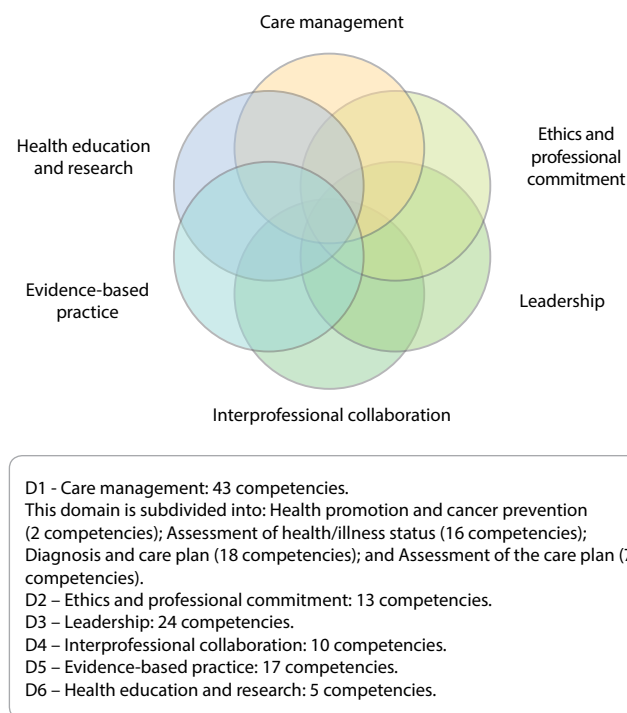 Care management
Health education
and research
Ethics and
professional
commitment
Evidence-based
practice
Leadership
Interprofessional collaboration
D1 - Care management: 43 competencies.
This domain is subdivided into: Health promotion and cancer prevention
(2 competencies); Assessment of health/illness status (16 competencies);
Diagnosis and care plan (18 competencies); and Assessment of the care plan (7
competencies).
D2 – Ethics and professional commitment: 13 competencies.
D3 – Leadership: 24 competencies.
D4 – Interprofessional collaboration: 10 competencies.
D5 – Evidence-based practice: 17 competencies.
D6 – Health education and research: 5 competencies.